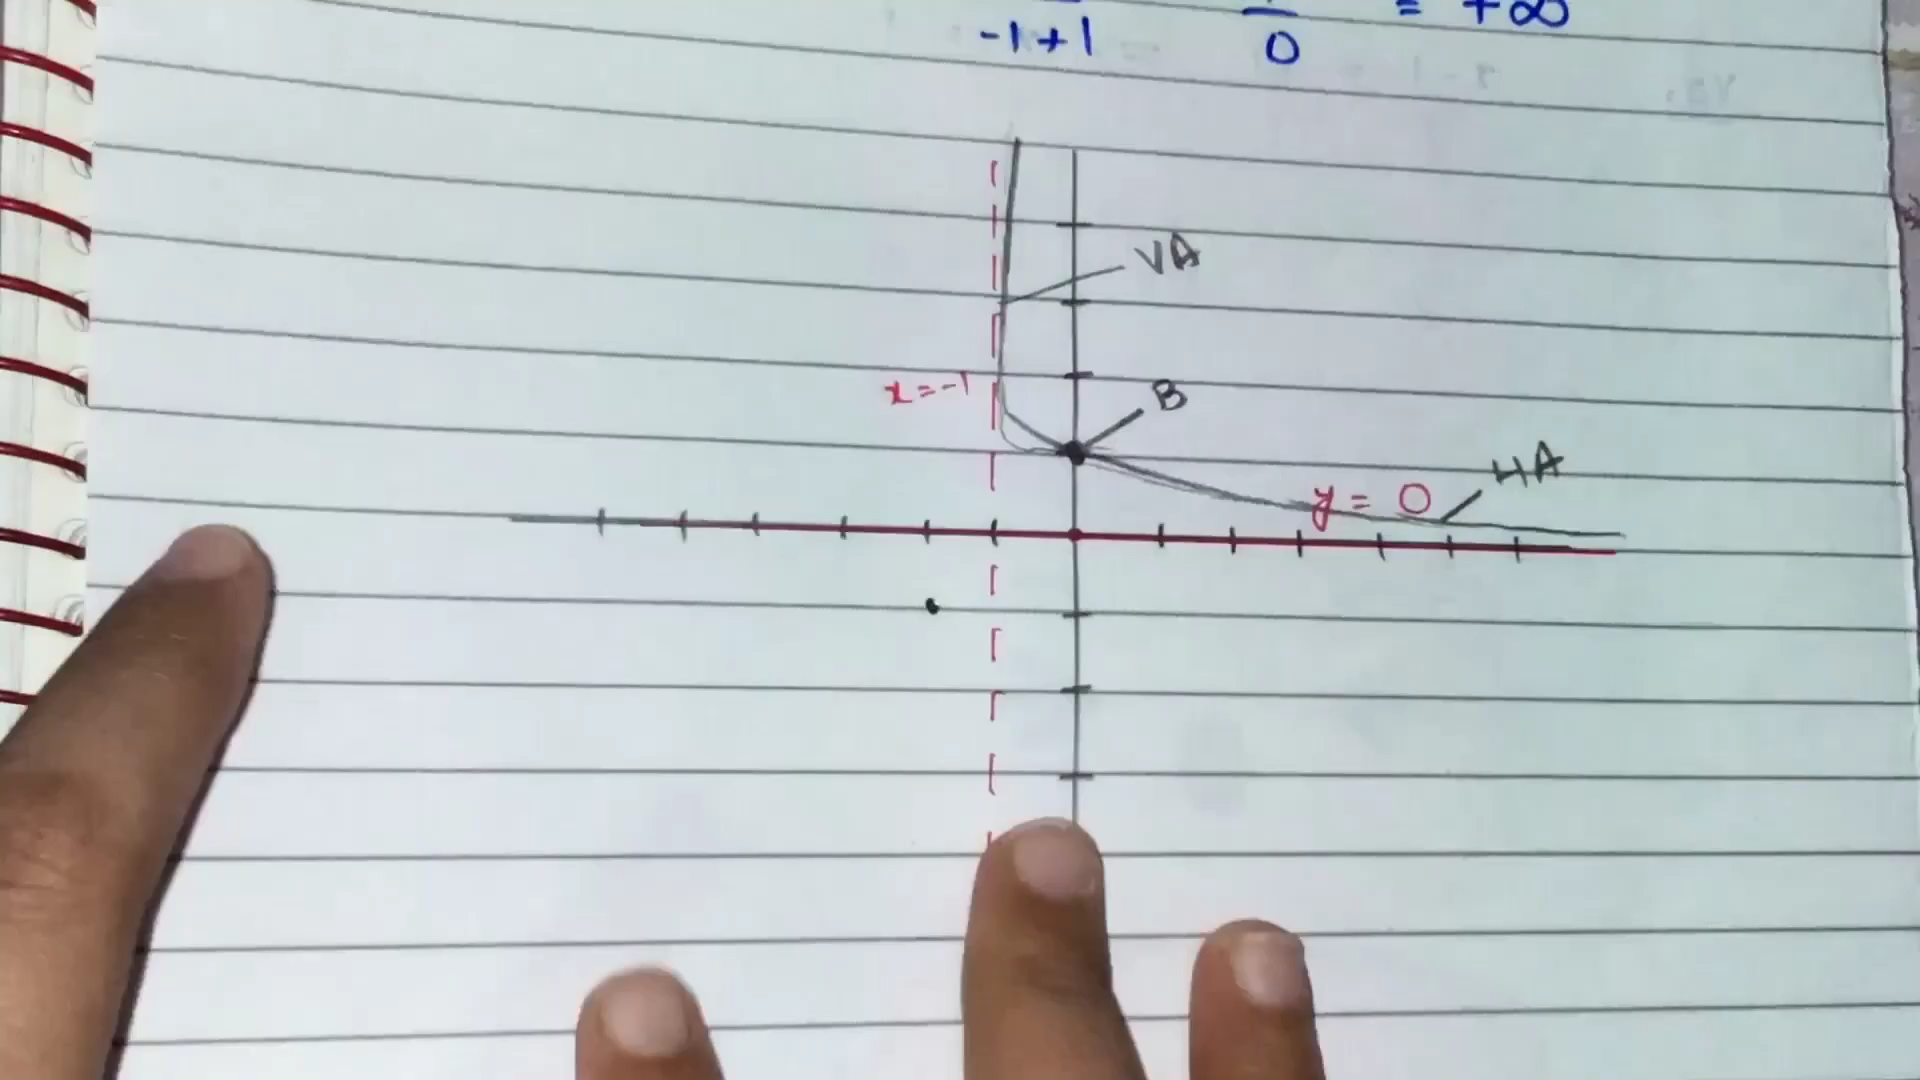 = +∞
-1+1 0
VA
x=-1
B
HA
y = 0